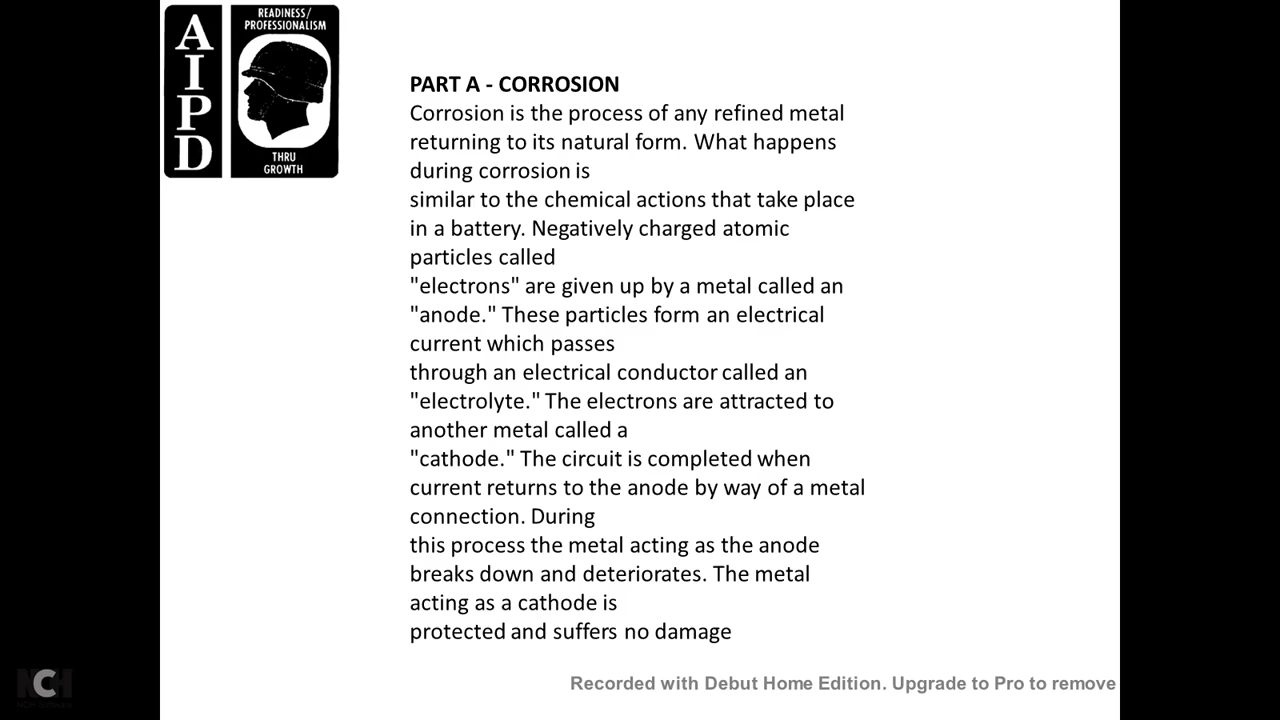 AIPD
READINESS/
PROFESSIONALISM
THRU
GROWTH
PART A - CORROSION
Corrosion is the process of any refined metal
returning to its natural form. What happens
during corrosion is
similar to the chemical actions that take place
in a battery. Negatively charged atomic
particles called
"electrons" are given up by a metal called an
"anode." These particles form an electrical
current which passes
through an electrical conductor called an
"electrolyte." The electrons are attracted to
another metal called a
"cathode." The circuit is completed when
current returns to the anode by way of a metal
connection. During
this process the metal acting as the anode
breaks down and deteriorates. The metal
acting as a cathode is
protected and suffers no damage
NCH
NCH Software
Recorded with Debut Home Edition. Upgrade to Pro to remove